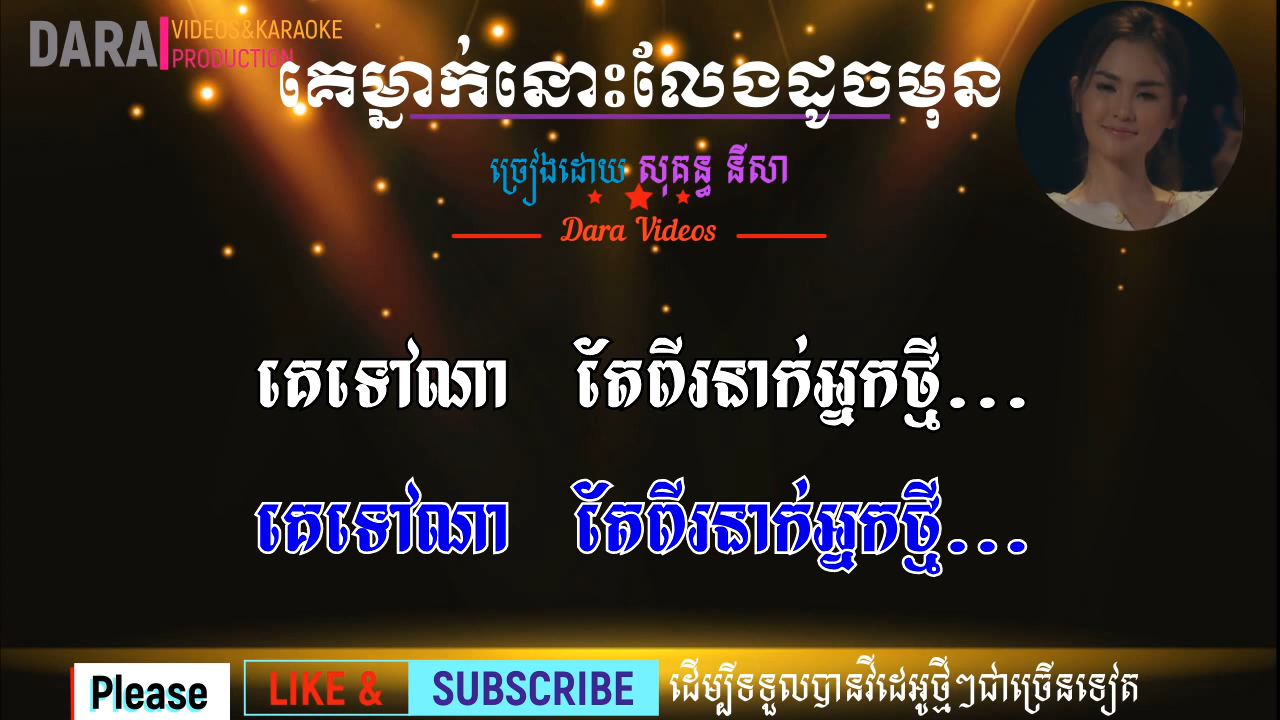 DARA VIDEOS&KARAOKE PRODUCTION
គេម្នាក់នោះលែងដូចមុន
ច្រៀងដោយ សុគន្ធ នីសា
Dara Videos
គេទៅណា តែពីរនាក់អ្នកថ្មី...
គេទៅណា តែពីរនាក់អ្នកថ្មី...
Please LIKE & SUBSCRIBE ដើម្បីទទួលបានវីដេអូថ្មីៗជាច្រើនទៀត